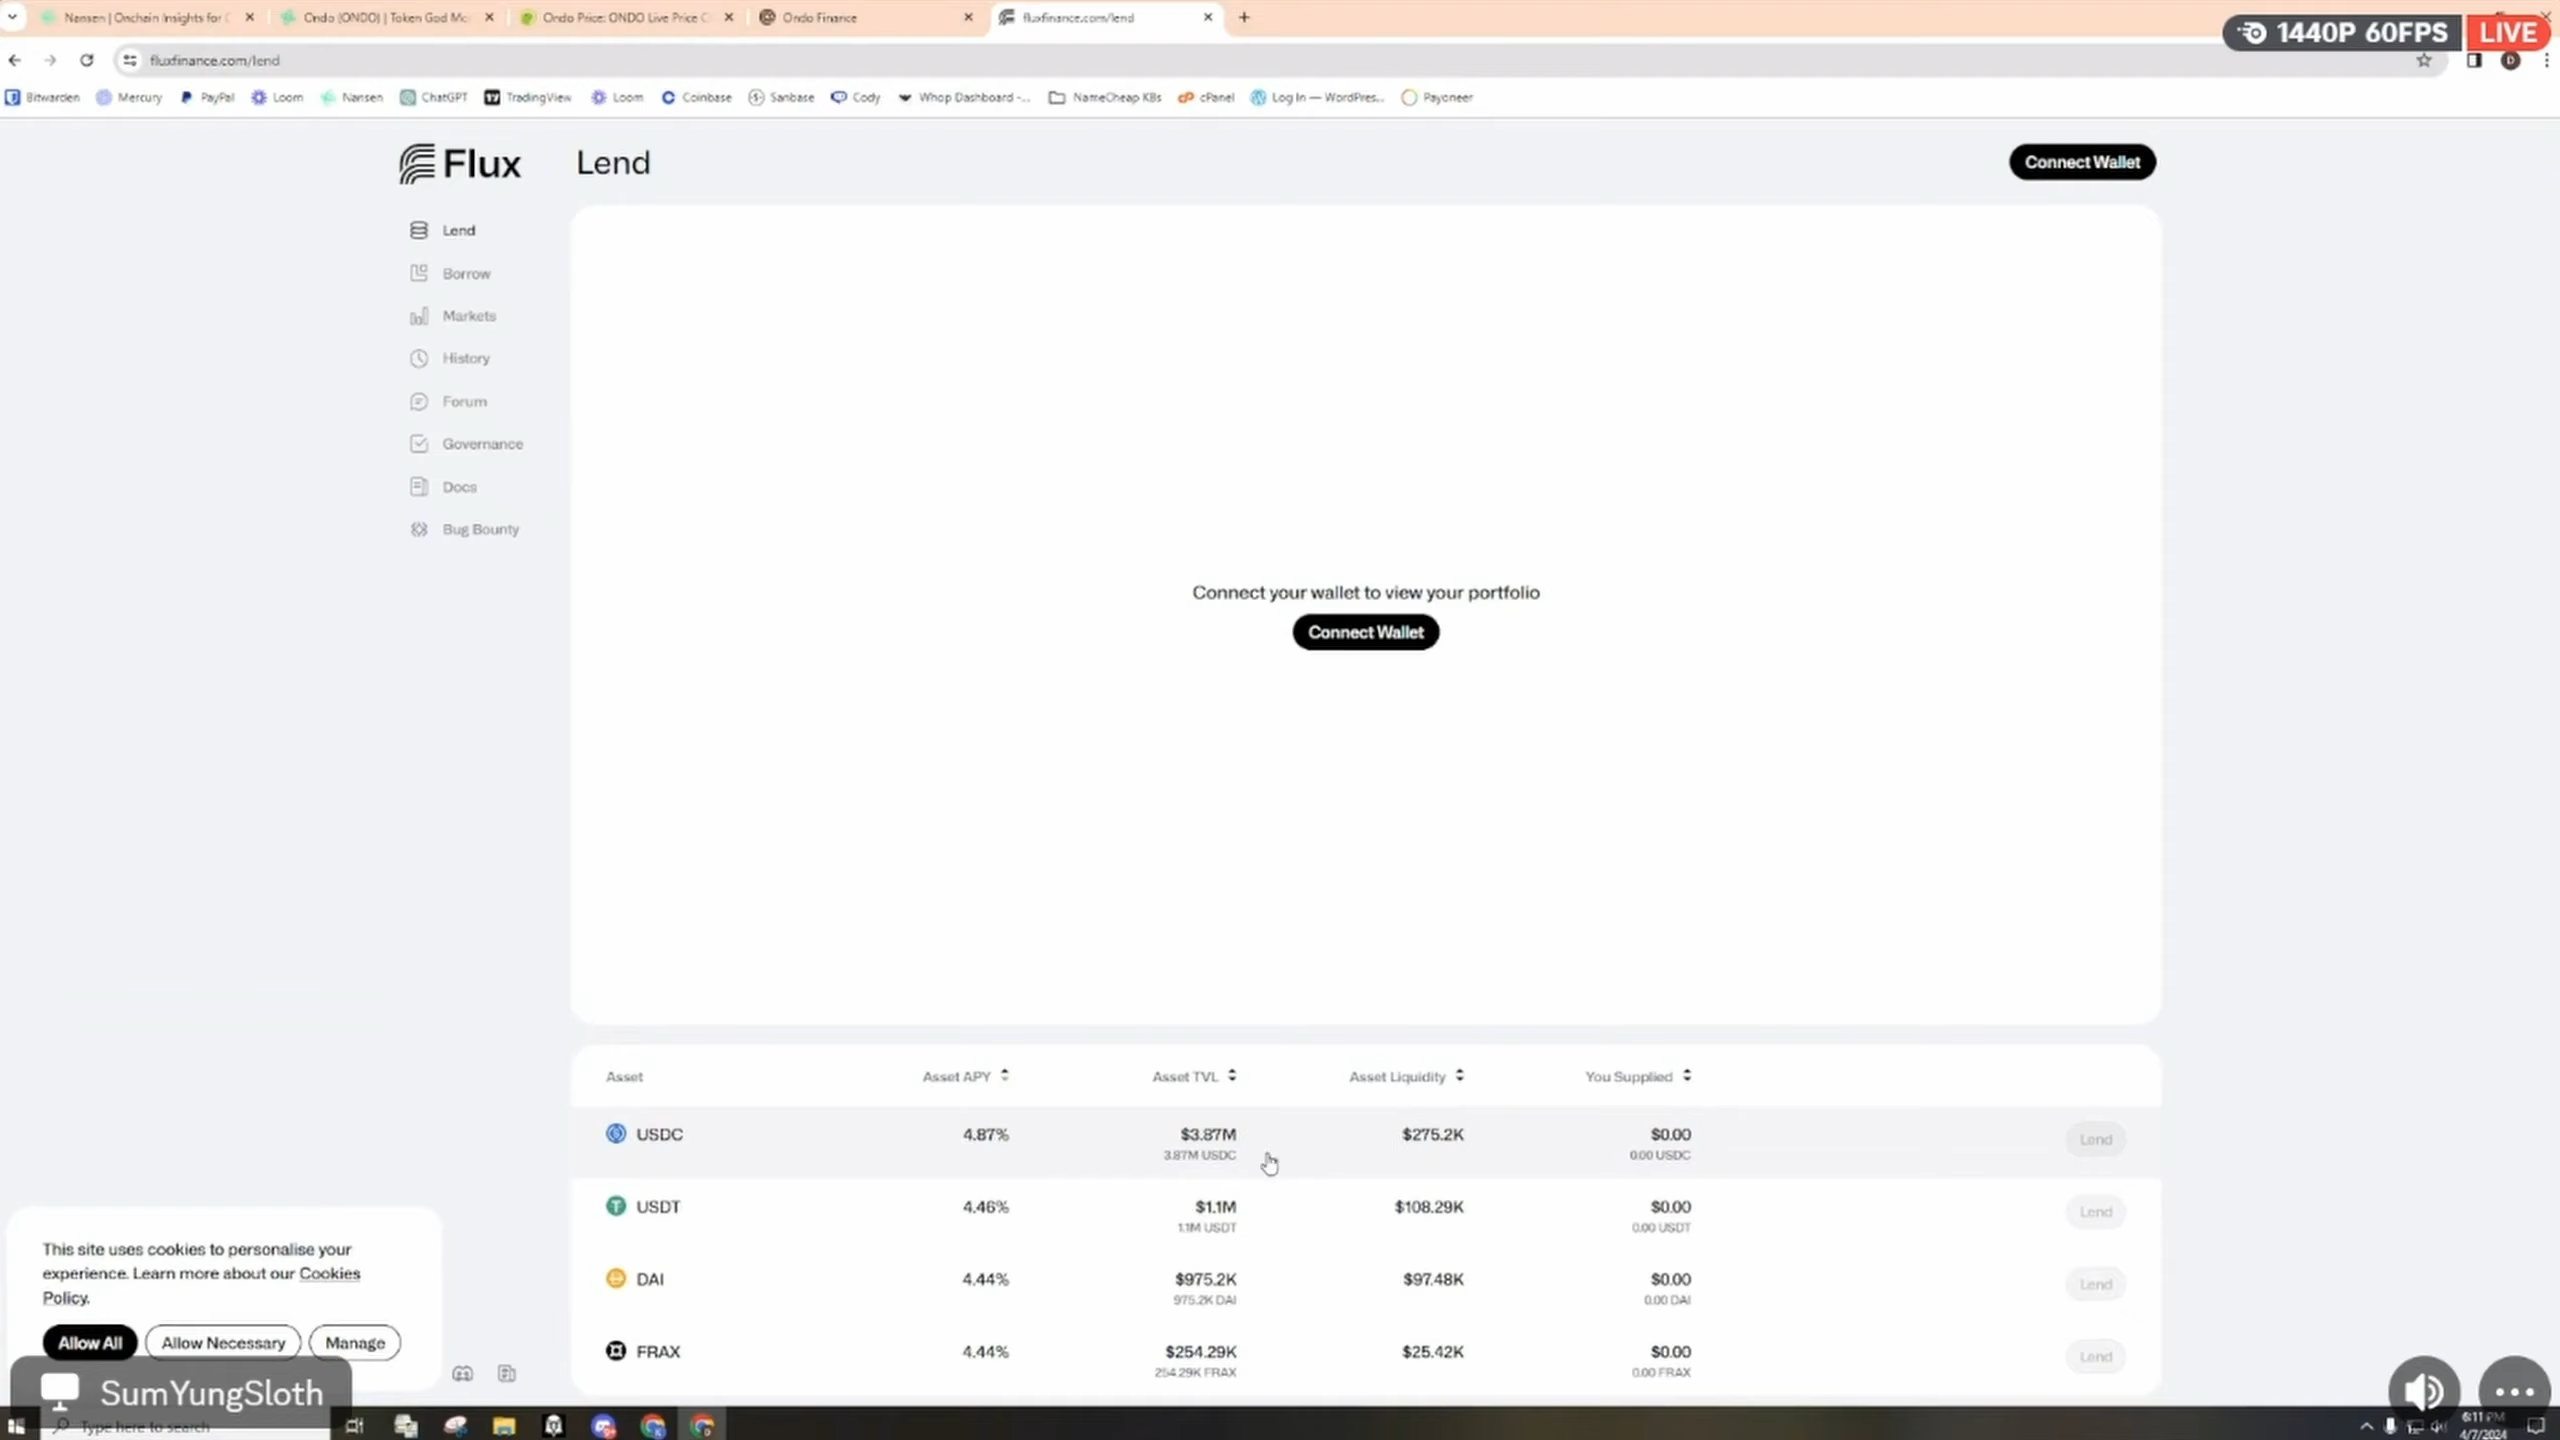 Nansen | Onchain Insights for C
Ondo (ONDO) | Token God Mo
Ondo Price: ONDO Live Price C
Ondo Finance
fluxfinance.com/lend
1440P 60FPS
LIVE
fluxfinance.com/lend
D
Bitwarden
Mercury
PayPal
Loom
Nansen
ChatGPT
TradingView
Loom
Coinbase
Sanbase
Cody
Whop Dashboard -...
NameCheap KBs
cPanel
Log In — WordPres...
Payoneer
Flux
Lend
Connect Wallet
Lend
Borrow
Markets
History
Forum
Governance
Docs
Bug Bounty
Connect your wallet to view your portfolio
Connect Wallet
Asset Asset APY Asset TVL Asset Liquidity You Supplied
USDC 4.87% $3.87M $275.2K $0.00 Lend
3.87M USDC 0.00 USDC
USDT 4.46% $1.1M $108.29K $0.00 Lend
1.1M USDT 0.00 USDT
DAI 4.44% $975.2K $97.48K $0.00 Lend
975.2K DAI 0.00 DAI
FRAX 4.44% $254.29K $25.42K $0.00 Lend
254.29K FRAX 0.00 FRAX
This site uses cookies to personalise your
experience. Learn more about our Cookies
Policy.
Allow All
Allow Necessary
Manage
SumYungSloth
Type here to search
6:11 PM
4/7/2024